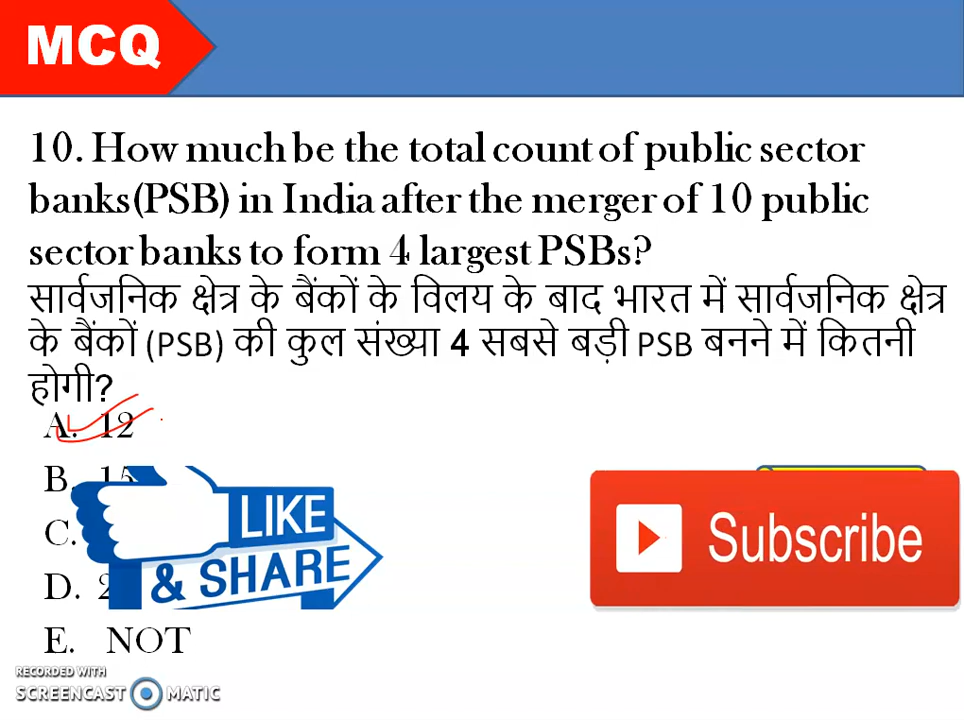 MCQ
10. How much be the total count of public sector
banks(PSB) in India after the merger of 10 public
sector banks to form 4 largest PSBs?
सार्वजनिक क्षेत्र के बैंकों के विलय के बाद भारत में सार्वजनिक क्षेत्र
के बैंकों (PSB) की कुल संख्या 4 सबसे बड़ी PSB बनने में कितनी
होगी?
A. 12
B. 15
C.
D.
E. NOT
LIKE
& SHARE
Subscribe
RECORDED WITH
SCREENCAST MATIC